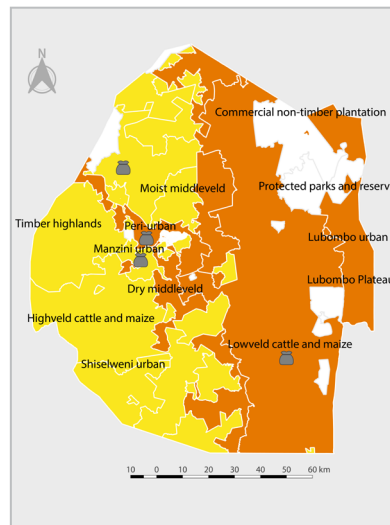 N
Commercial non-timber plantation
Moist middleveld
Protected parks and reserv
Timber highlands
Peri-urban
Lubombo urban
Manzini urban
Lubombo Plateau
Dry middleveld
Highveld cattle and maize
Lowveld cattle and maize
Shiselweni urban
10 0 10 20 30 40 50 60 km